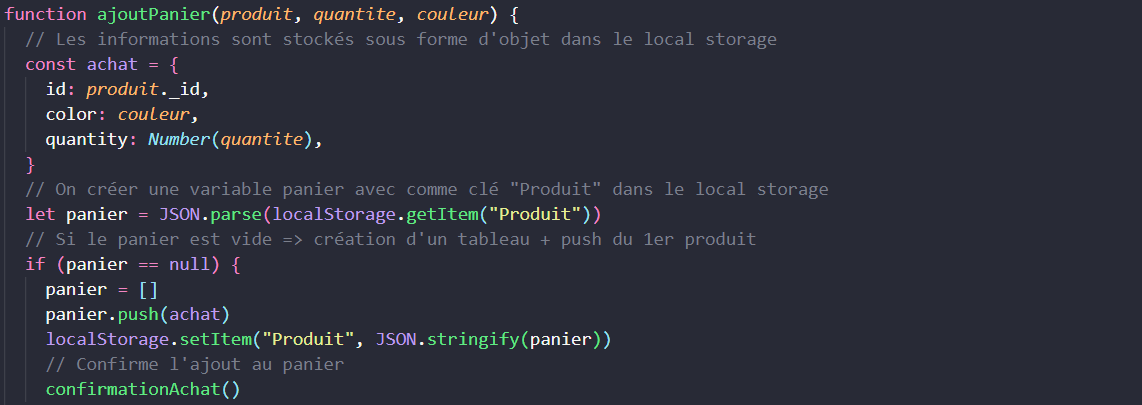 function ajoutPanier(produit, quantite, couleur) {
// Les informations sont stockés sous forme d'objet dans le local storage
const achat = {
id: produit._id,
color: couleur,
quantity: Number(quantite),
}
// On créer une variable panier avec comme clé "Produit" dans le local storage
let panier = JSON.parse(localStorage.getItem("Produit"))
// Si le panier est vide => création d'un tableau + push du 1er produit
if (panier == null) {
panier = []
panier.push(achat)
localStorage.setItem("Produit", JSON.stringify(panier))
// Confirme l'ajout au panier
confirmationAchat()